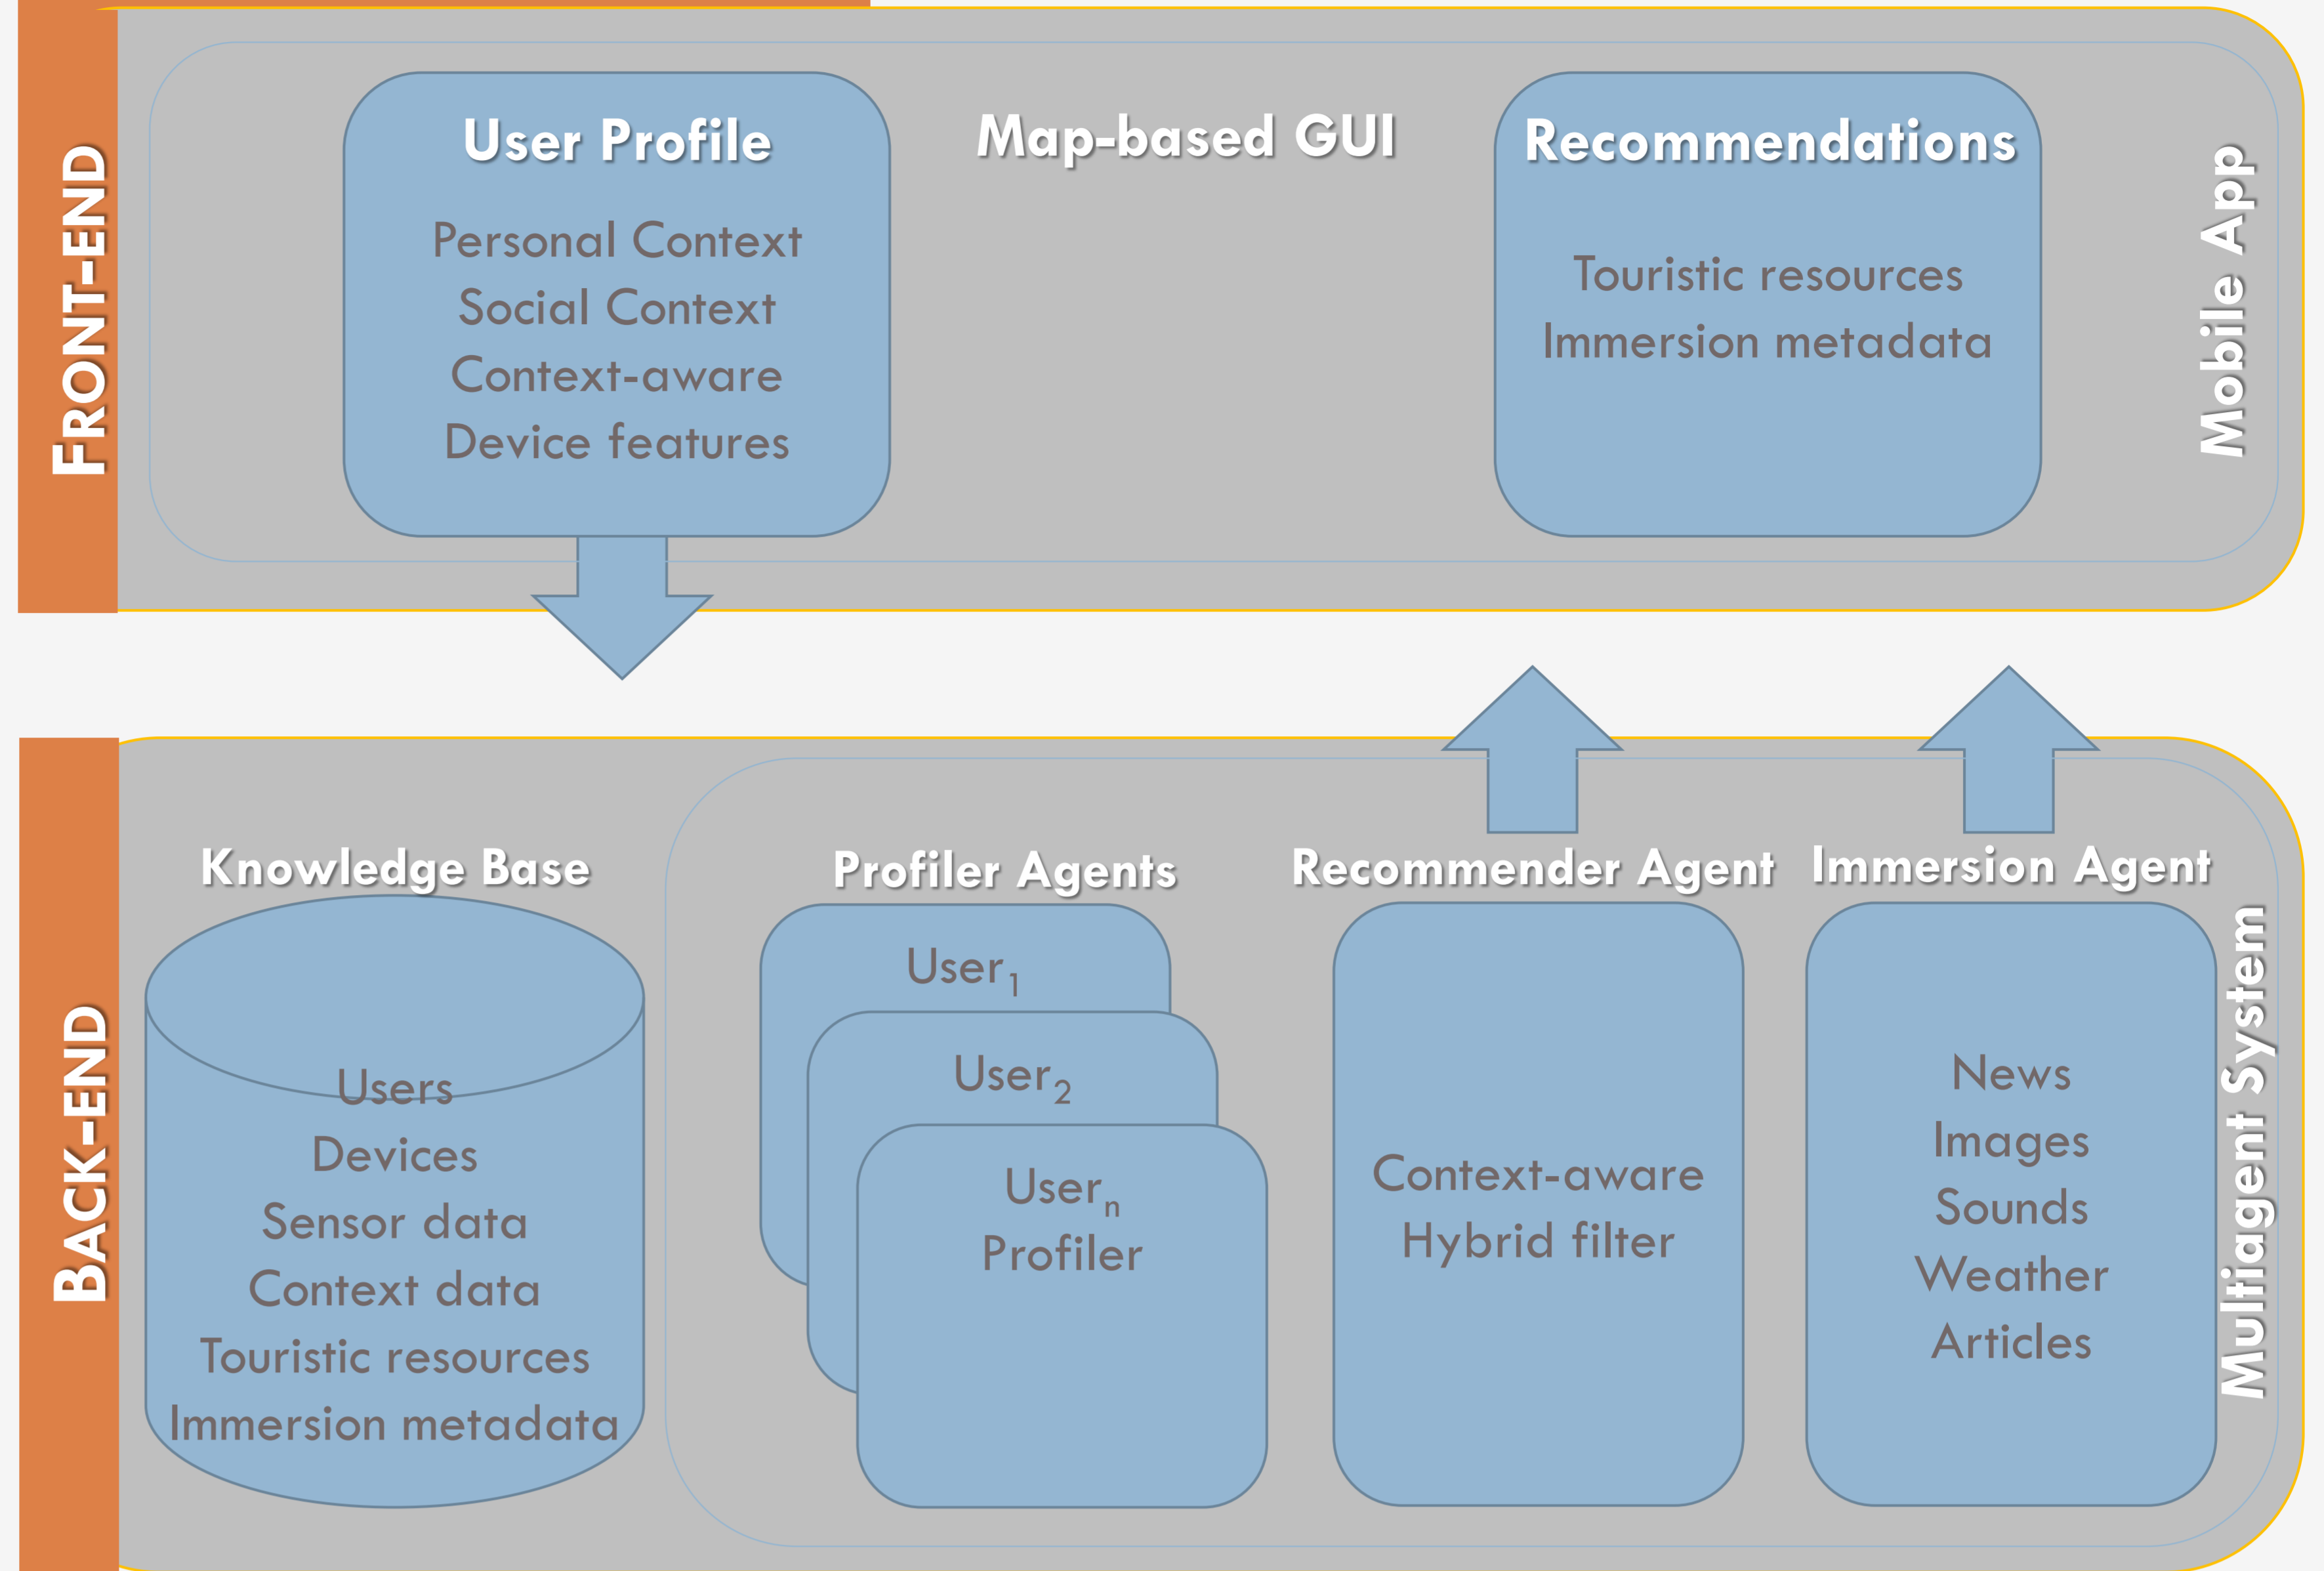 FRONT-END
User Profile
Personal Context
Social Context
Context-aware
Device features
Map-based GUI
Recommendations
Touristic resources
Immersion metadata
Mobile App
BACK-END
Knowledge Base
Users
Devices
Sensor data
Context data
Touristic resources
Immersion metadata
Profiler Agents
User1
User2
Usern
Profiler
Recommender Agent
Context-aware
Hybrid filter
Immersion Agent
News
Images
Sounds
Weather
Articles
Multiagent System